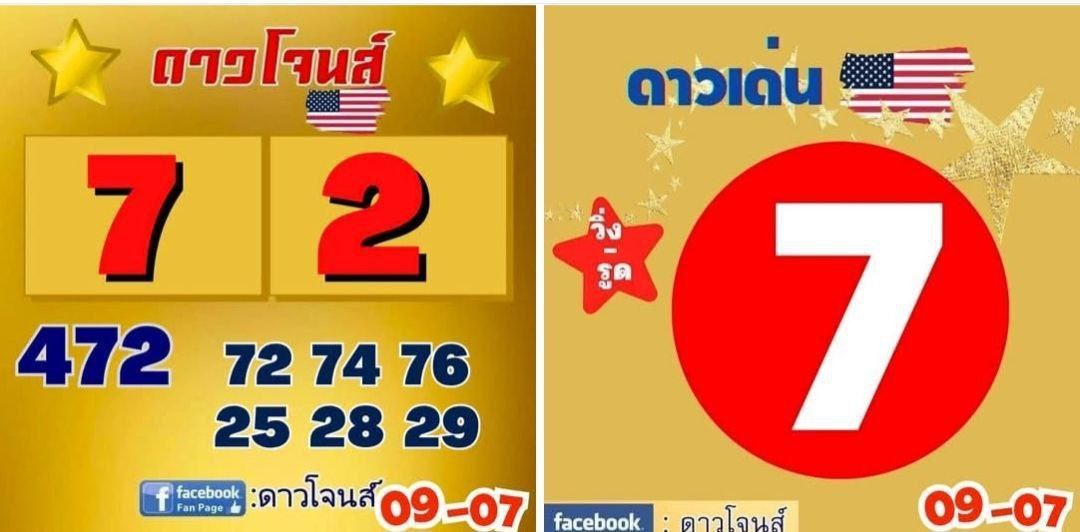 ดาวโจนส์
7 2
472
72 74 76
25 28 29
facebook
Fan Page
:ดาวโจนส์
09-07
ดาวเด่น
วิ่ง
-
รูด
7
facebook. : ดาวโจนส์
09-07